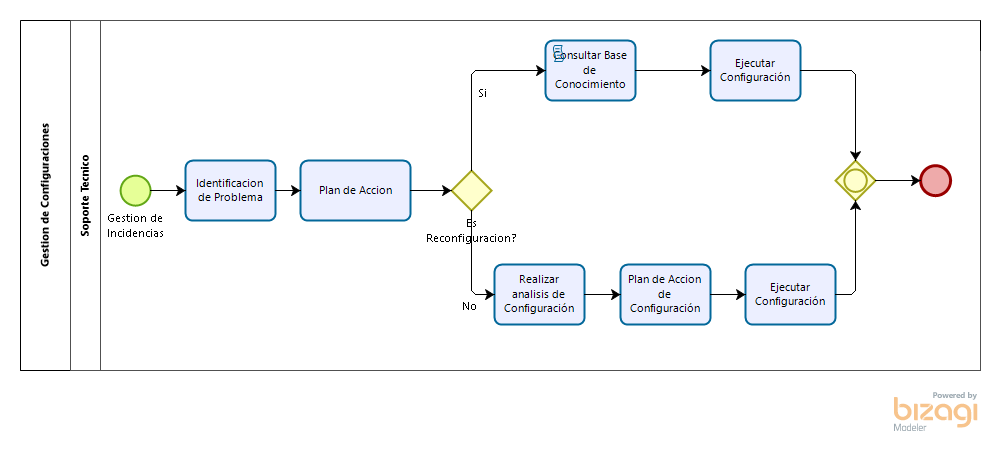 Gestion de Configuraciones
Soporte Tecnico
Gestion de
Incidencias
Identificacion
de Problema
Plan de Accion
Es
Reconfiguracion?
Si
Consultar Base
de
Conocimiento
Ejecutar
Configuración
No
Realizar
analisis de
Configuración
Plan de Accion
de
Configuración
Ejecutar
Configuración
Powered by
bizagi
Modeler